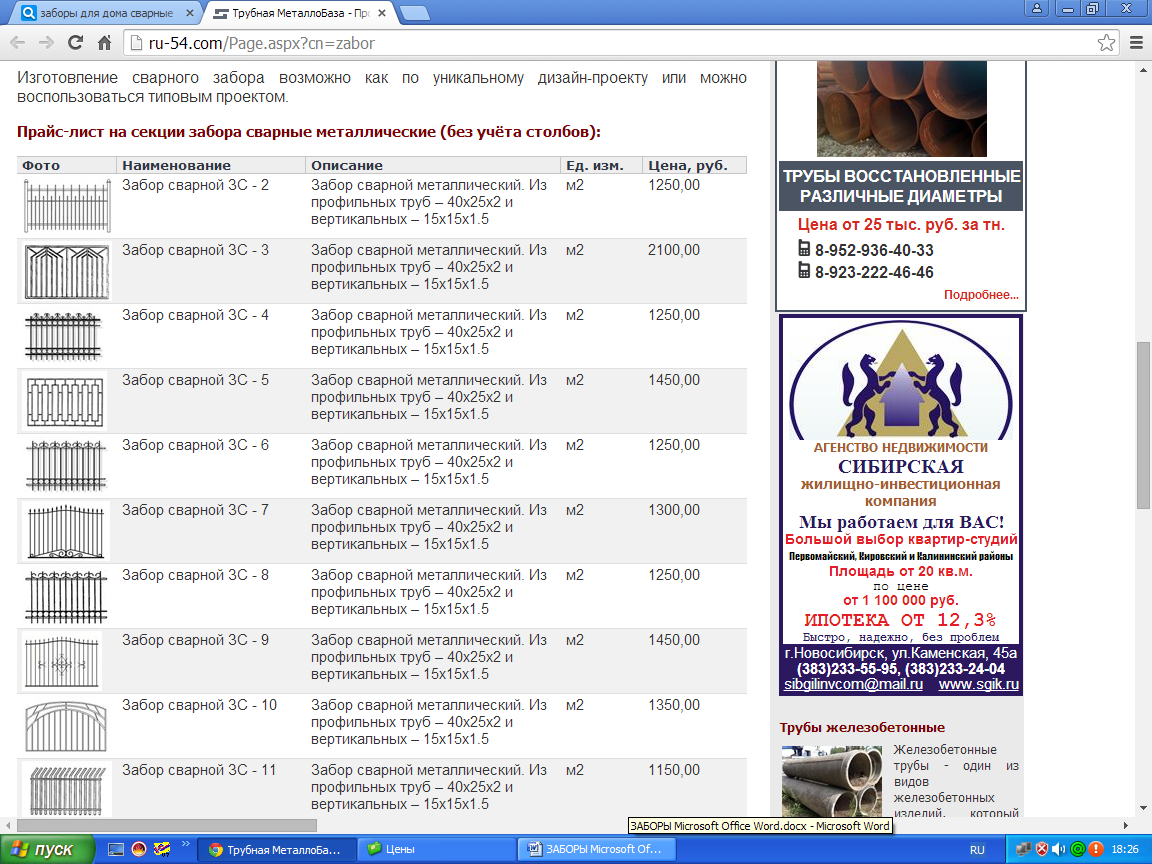 заборы для дома сварные
Трубная МеталлоБаза - Про
ru-54.com/Page.aspx?cn=zabor
Изготовление сварного забора возможно как по уникальному дизайн-проекту или можно
воспользоваться типовым проектом.
Прайс-лист на секции забора сварные металлические (без учёта столбов):
Фото Наименование Описание Ед. изм. Цена, руб.
Забор сварной ЗС - 2 Забор сварной металлический. Из м2 1250,00
профильных труб – 40х25х2 и
вертикальных – 15х15х1.5
Забор сварной ЗС - 3 Забор сварной металлический. Из м2 2100,00
профильных труб – 40х25х2 и
вертикальных – 15х15х1.5
Забор сварной ЗС - 4 Забор сварной металлический. Из м2 1250,00
профильных труб – 40х25х2 и
вертикальных – 15х15х1.5
Забор сварной ЗС - 5 Забор сварной металлический. Из м2 1450,00
профильных труб – 40х25х2 и
вертикальных – 15х15х1.5
Забор сварной ЗС - 6 Забор сварной металлический. Из м2 1250,00
профильных труб – 40х25х2 и
вертикальных – 15х15х1.5
Забор сварной ЗС - 7 Забор сварной металлический. Из м2 1300,00
профильных труб – 40х25х2 и
вертикальных – 15х15х1.5
Забор сварной ЗС - 8 Забор сварной металлический. Из м2 1250,00
профильных труб – 40х25х2 и
вертикальных – 15х15х1.5
Забор сварной ЗС - 9 Забор сварной металлический. Из м2 1450,00
профильных труб – 40х25х2 и
вертикальных – 15х15х1.5
Забор сварной ЗС - 10 Забор сварной металлический. Из м2 1350,00
профильных труб – 40х25х2 и
вертикальных – 15х15х1.5
Забор сварной ЗС - 11 Забор сварной металлический. Из м2 1150,00
профильных труб – 40х25х2 и
вертикальных – 15х15х1.5
ТРУБЫ ВОССТАНОВЛЕННЫЕ
РАЗЛИЧНЫЕ ДИАМЕТРЫ
Цена от 25 тыс. руб. за тн.
8-952-936-40-33
8-923-222-46-46
Подробнее...
АГЕНСТВО НЕДВИЖИМОСТИ
СИБИРСКАЯ
жилищно-инвестиционная
компания
Мы работаем для ВАС!
Большой выбор квартир-студий
Первомайский, Кировский и Калининский районы
Площадь от 20 кв.м.
по цене
от 1 100 000 руб.
ИПОТЕКА ОТ 12,3%
Быстро, надежно, без проблем
г.Новосибирск, ул.Каменская, 45а
(383)233-55-95, (383)233-24-04
sibgilinvcom@mail.ru www.sgik.ru
Трубы железобетонные
Железобетонные
трубы - один из
видов
железобетонных
изделий, который
ЗАБОРЫ Microsoft Office Word.docx - Microsoft Word
пуск
Трубная МеталлоБа...
Цены
ЗАБОРЫ Microsoft Of...
RU
18:26